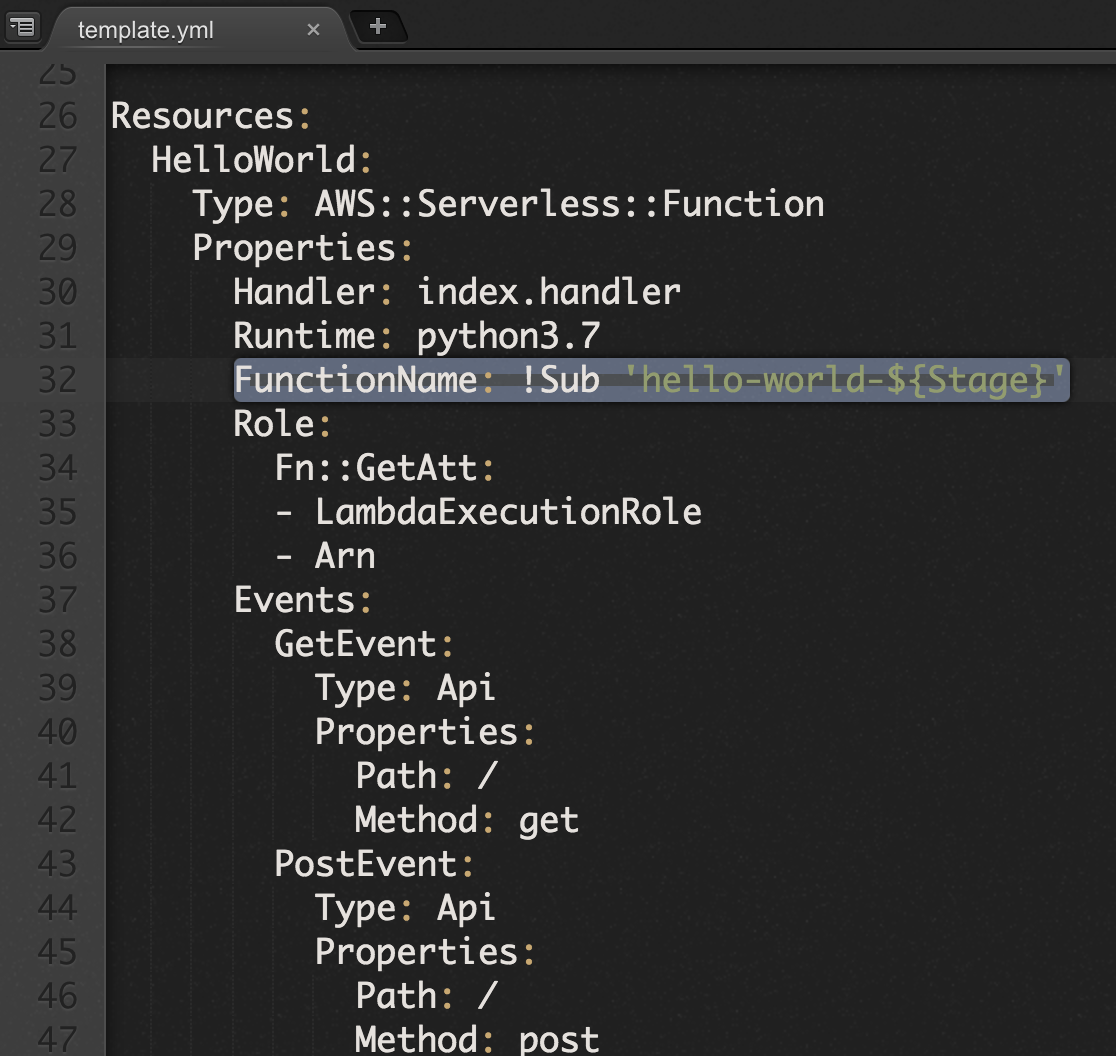 template.yml
25
26 Resources:
27   HelloWorld:
28     Type: AWS::Serverless::Function
29     Properties:
30       Handler: index.handler
31       Runtime: python3.7
32       FunctionName: !Sub 'hello-world-${Stage}'
33       Role:
34         Fn::GetAtt:
35         - LambdaExecutionRole
36         - Arn
37       Events:
38         GetEvent:
39           Type: Api
40           Properties:
41             Path: /
42             Method: get
43         PostEvent:
44           Type: Api
45           Properties:
46             Path: /
47             Method: post